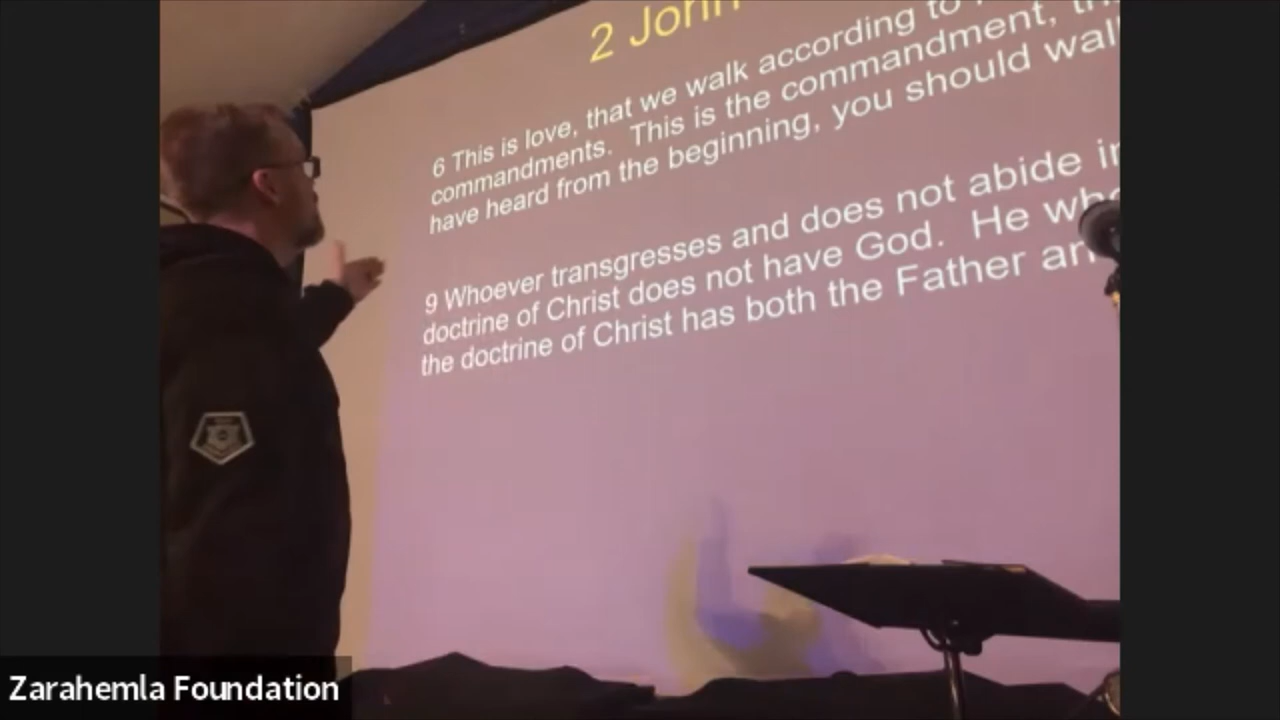 2 John
6 This is love, that we walk according to
commandments. This is the commandment,
have heard from the beginning, you should
9 Whoever transgresses and does not abide
doctrine of Christ does not have God. He
the doctrine of Christ has both the Father
Zarahemla Foundation